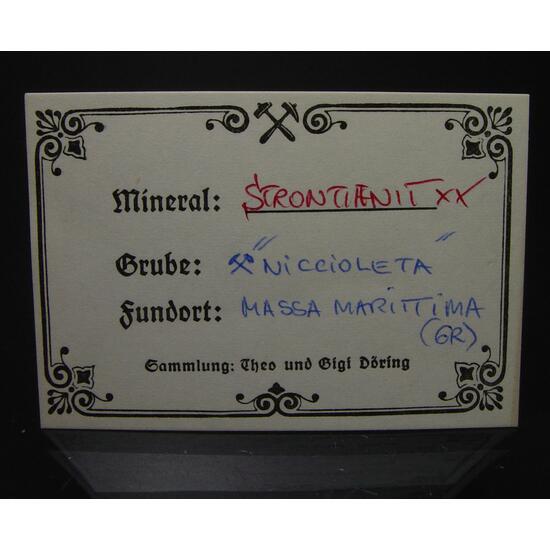 Mineral: STRONTIANIT XX
Grube: ⚒ "NICCIOLETA"
Fundort: MASSA MARITTIMA
(GR)
Sammlung: Theo und Gigi Döring